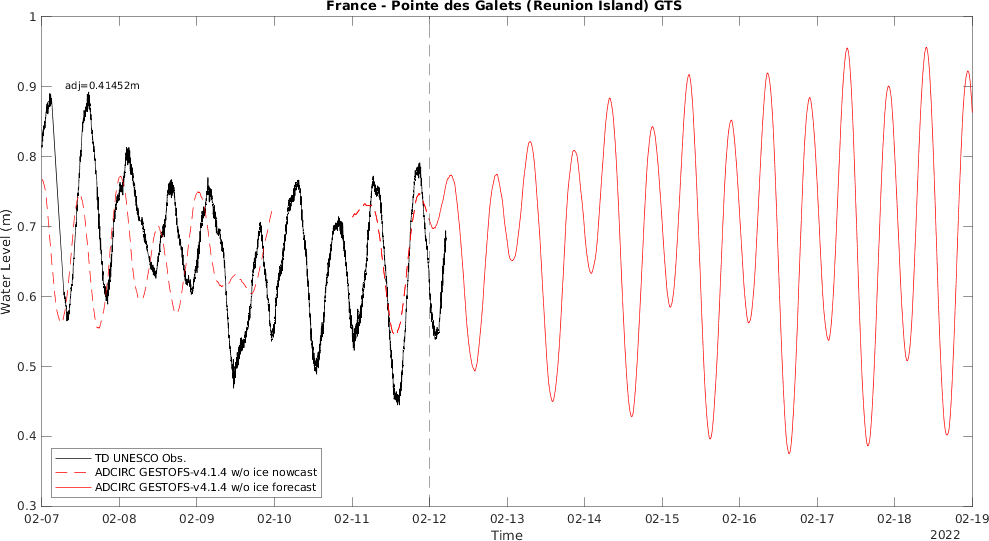 France - Pointe des Galets (Reunion Island) GTS
adj=0.41452m
Water Level (m)
1
0.9
0.8
0.7
0.6
0.5
0.4
0.3
TD UNESCO Obs.
ADCIRC GESTOFS-v4.1.4 w/o ice nowcast
ADCIRC GESTOFS-v4.1.4 w/o ice forecast
02-07 02-08 02-09 02-10 02-11 02-12 02-13 02-14 02-15 02-16 02-17 02-18 02-19
Time
2022